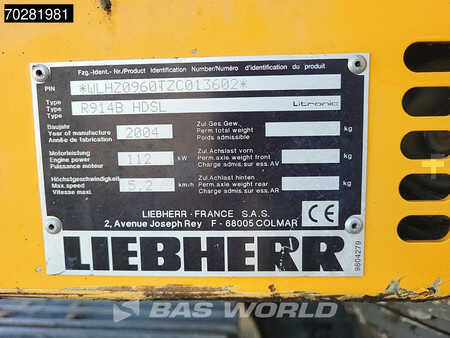 70281981
Fzg.-Ident.- Nr./Product Identification Number/Numéro d'identification du produit
PIN *WLHZ0960TZC013602*
Type
Type R914B HDSL Litronic
Type
Baujahr
Year of manufacture 2004
Année de fabrication
Zul. Ges. Gew.
Perm. total weight kg
Poids admissible
Motorleistung
Engine power 112 kW
Puissance moteur
Zul. Achslast vorn
Perm. axle weight front kg
Charge admis. sur ess. AV
Höchstgeschwindigkeit
Max. speed 5,2 km/h
Vitesse maxi.
Zul. Achslast hinten
Perm. axle weight rear kg
Charge admis. sur ess. AR
LIEBHERR - FRANCE S.A.S.
2, Avenue Joseph Rey F - 68005 COLMAR
CE
LIEBHERR
9804279
BAS WORLD